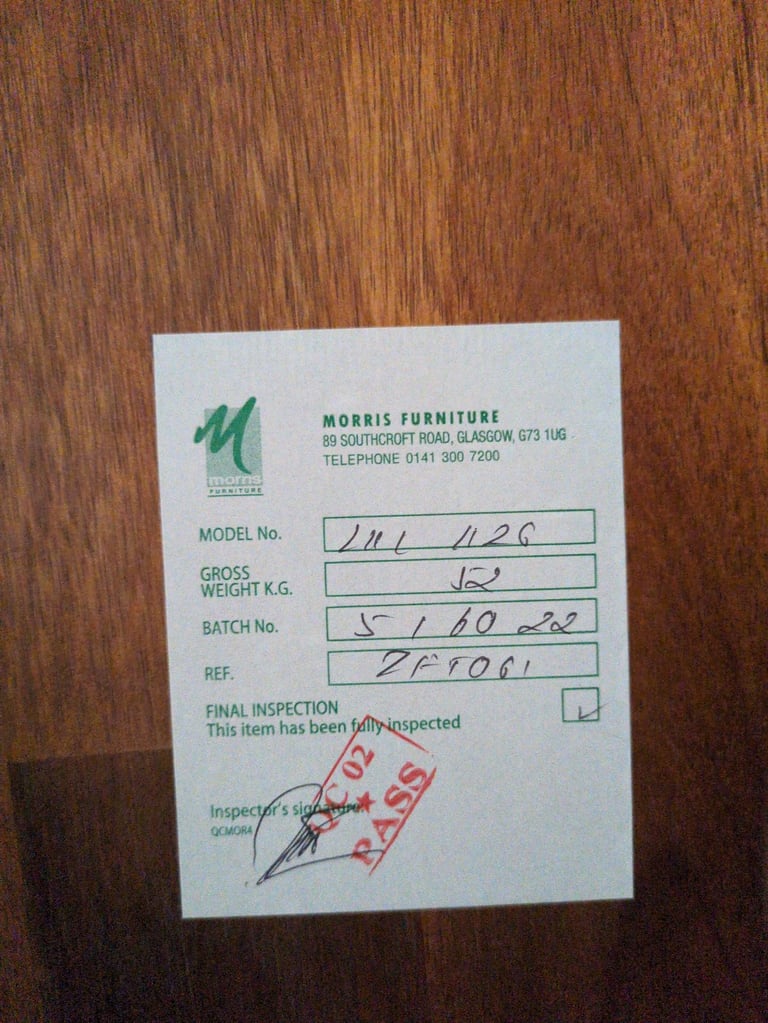 M
morris
FURNITURE
MORRIS FURNITURE
89 SOUTHCROFT ROAD, GLASGOW, G73 1UG
TELEPHONE 0141 300 7200
MODEL No. 1126
GROSS
WEIGHT K.G. 52
BATCH No. 5 1 60 22
REF.
FINAL INSPECTION
This item has been fully inspected
Inspector's signature
QCMOR4
QC 02
PASS